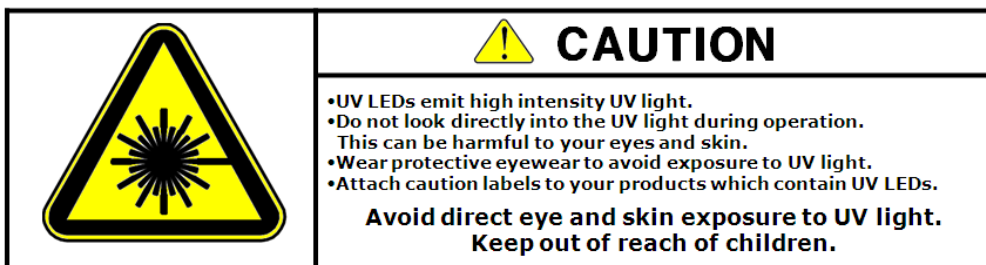 CAUTION
•UV LEDs emit high intensity UV light.
•Do not look directly into the UV light during operation.
This can be harmful to your eyes and skin.
•Wear protective eyewear to avoid exposure to UV light.
•Attach caution labels to your products which contain UV LEDs.
Avoid direct eye and skin exposure to UV light.
Keep out of reach of children.